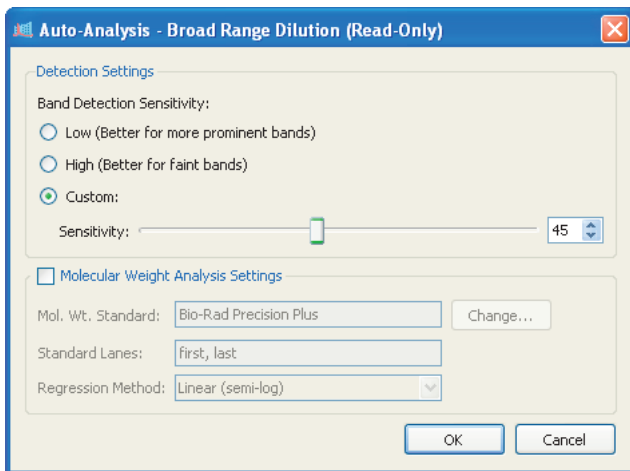 Auto-Analysis - Broad Range Dilution (Read-Only)
Detection Settings
Band Detection Sensitivity:
Low (Better for more prominent bands)
High (Better for faint bands)
Custom:
Sensitivity: 45
Molecular Weight Analysis Settings
Mol. Wt. Standard: Bio-Rad Precision Plus Change...
Standard Lanes: first, last
Regression Method: Linear (semi-log)
OK Cancel